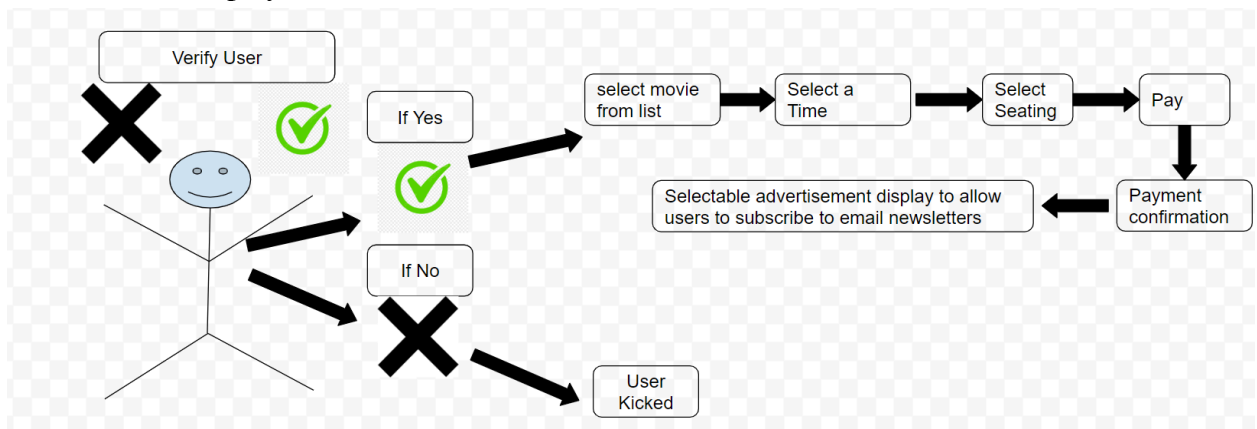 Verify User
If Yes
select movie
from list
Select a
Time
Select
Seating
Pay
Payment
confirmation
Selectable advertisement display to allow
users to subscribe to email newsletters
If No
User
Kicked